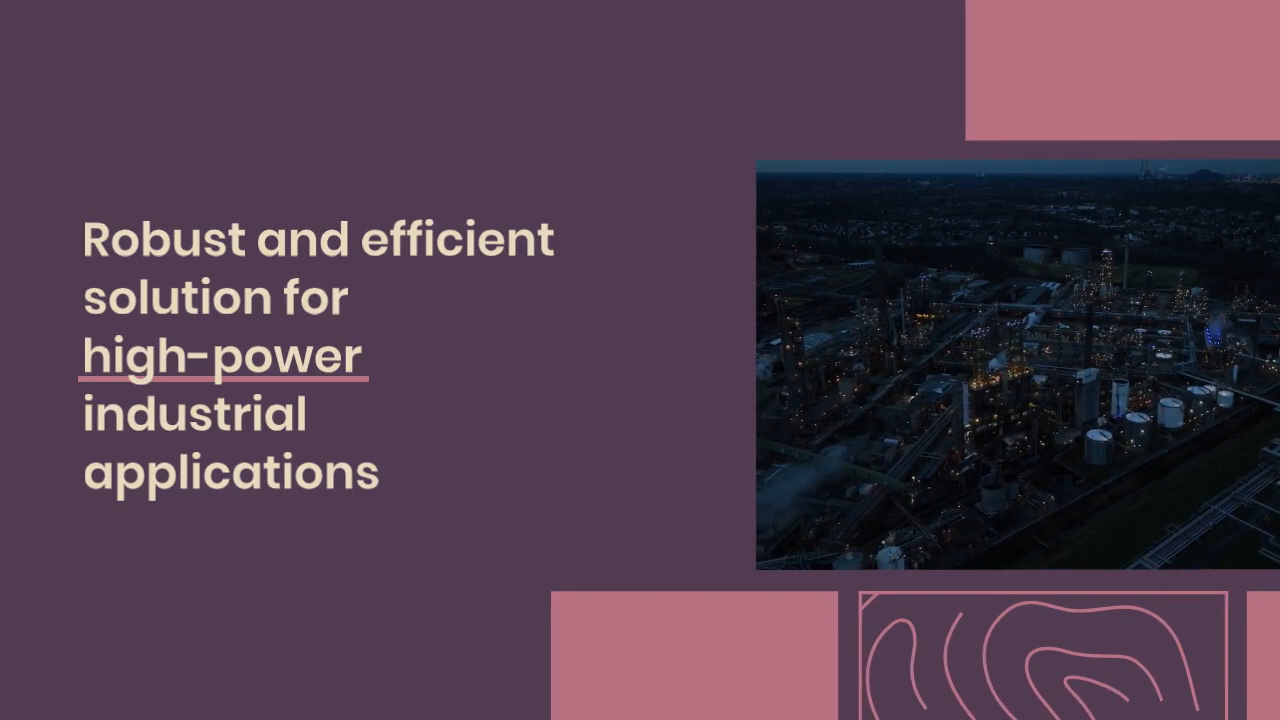 Robust and efficient
solution for
high-power
industrial
applications